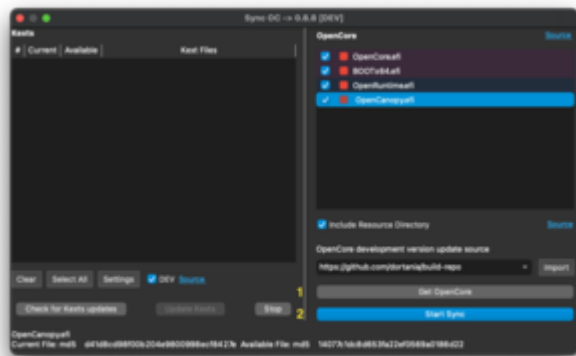 Sync OC -> 0.8.8 [DEV]
Kexts
# Current Available Kext Files
OpenCore Source
OpenCore.efi
BOOTx64.efi
OpenRuntime.efi
OpenCanopy.efi
Include Resource Directory Source
OpenCore development version update source
https://github.com/dortania/build-repo Import
Clear Select All Settings DEV Source
1 Get OpenCore
Check for Kexts updates Update Kexts Stop
2 Start Sync
OpenCanopy.efi
Current File: md5 d41d8cd98f00b204e9800998ecf8427e Available File: md5